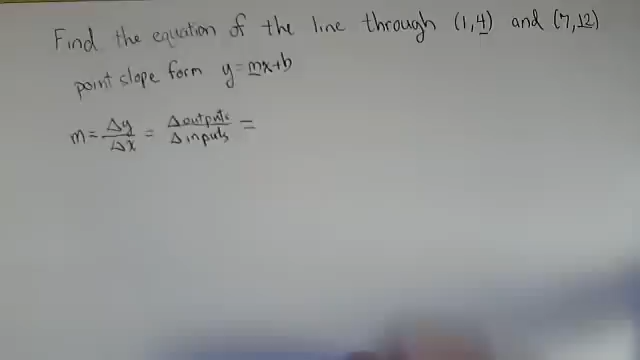 Find the equation of the line through (1,4) and (7,12)
point slope form y=mx+b
m = Δy/Δx = Δoutputs/Δinputs =